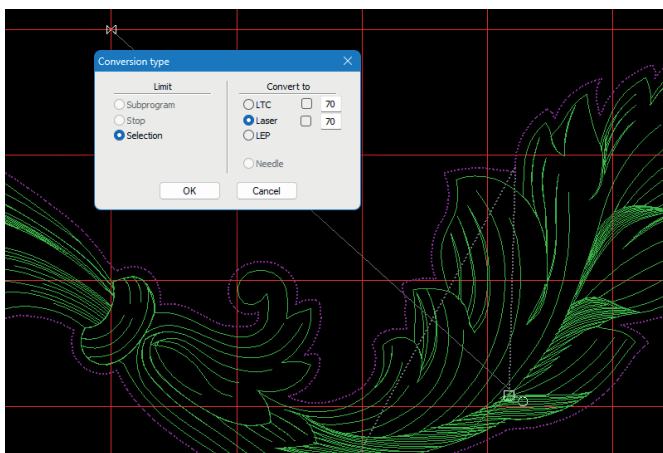 Conversion type
Limit
Subprogram
Stop
Selection
Convert to
LTC 70
Laser 70
LEP
Needle
OK Cancel